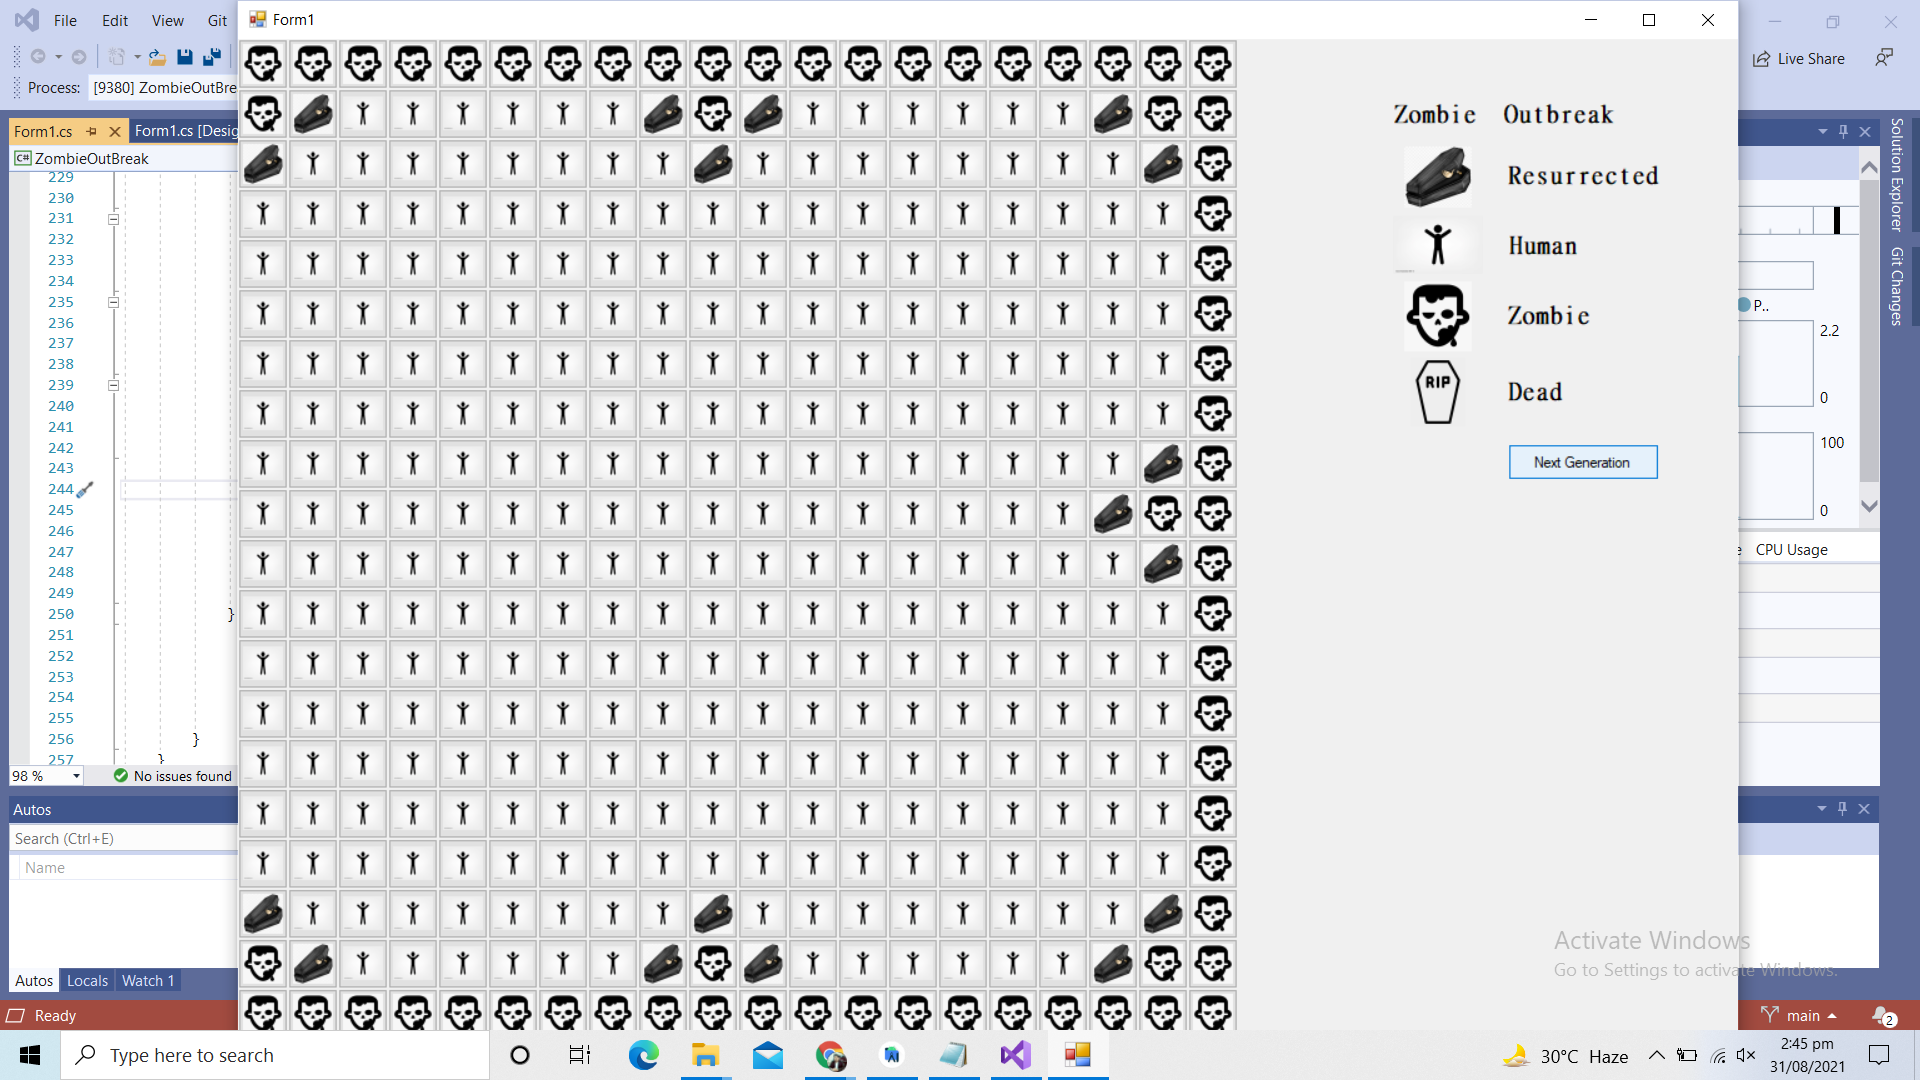 File Edit View Git
Form1
Live Share
Process: [9380] ZombieOutBre
Form1.cs
Form1.cs [Desig
ZombieOutBreak
229
230
231
232
233
234
235
236
237
238
239
240
241
242
243
244
245
246
247
248
249
250
}
251
252
253
254
255
256
}
257
}
98 %
No issues found
Autos
Search (Ctrl+E)
Name
Autos Locals Watch 1
Ready
Zombie Outbreak
Resurrected
Human
Zombie
RIP
Dead
Next Generation
Solution Explorer
Git Changes
P..
2.2
0
100
0
e CPU Usage
Activate Windows
Go to Settings to activate Windows.
main
2
Type here to search
30°C Haze
2:45 pm
31/08/2021